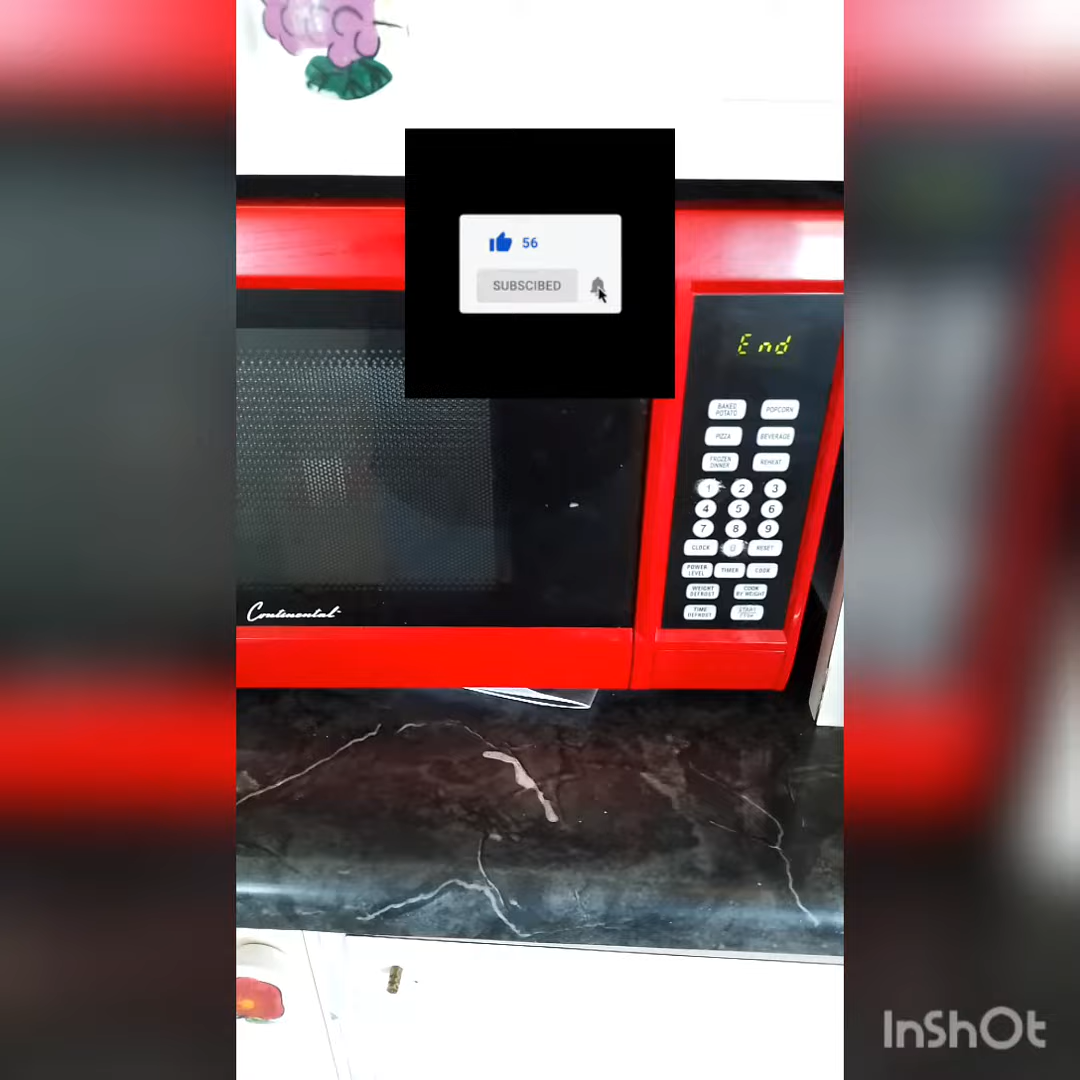 56
SUBSCIBED
End
BAKED
POTATO
POPCORN
PIZZA
BEVERAGE
FROZEN
DINNER
REHEAT
1
2
3
4
5
6
7
8
9
CLOCK
0
RESET
POWER
LEVEL
TIMER
COOK
WEIGHT
DEFROST
COOK
BY WEIGHT
TIME
DEFROST
START
Continental
InShOt